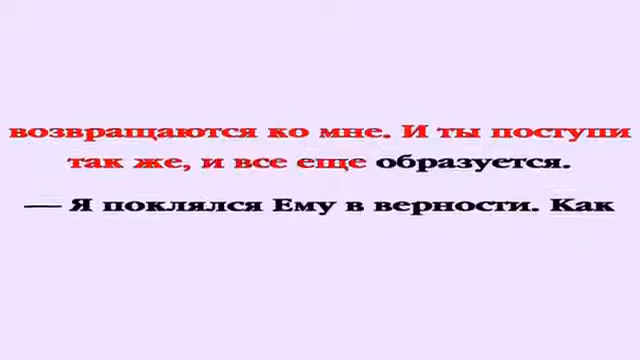 возвращаются ко мне. И ты поступи
так же, и все еще образуется.
— Я поклялся Ему в верности. Как